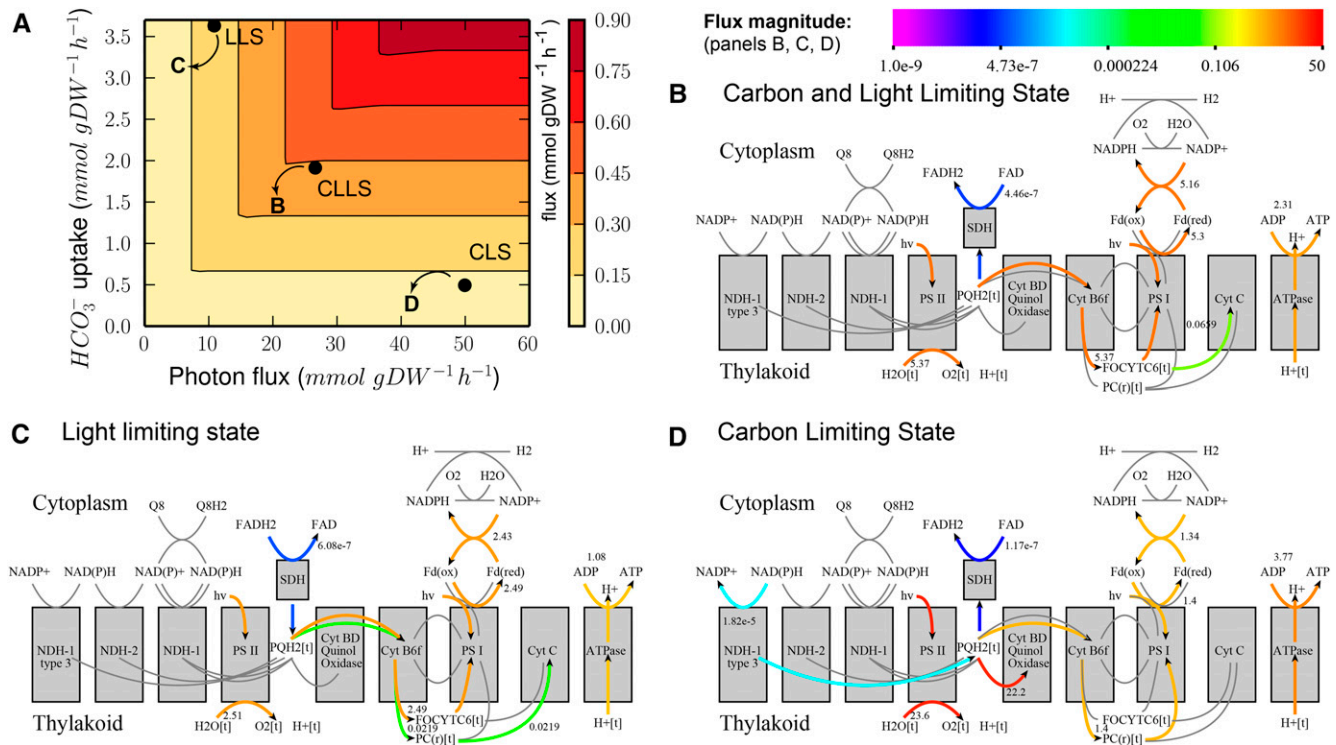 A
HCO3− uptake (mmol gDW−1 h−1)
3.5
3.0
2.5
2.0
1.5
1.0
0.5
0.0
0 10 20 30 40 50 60
Photon flux (mmol gDW−1 h−1)
LLS
C
CLLS
B
CLS
D
flux (mmol gDW−1 h−1)
0.90
0.75
0.60
0.45
0.30
0.15
0.00
Flux magnitude:
(panels B, C, D)
1.0e-9 4.73e-7 0.000224 0.106 50
B Carbon and Light Limiting State
H+ H2
O2 H2O
NADPH NADP+
Cytoplasm
Q8 Q8H2
FADH2 FAD
4.46e-7
5.16
NADP+ NAD(P)H NAD(P)+ NAD(P)H
SDH
Fd(ox) Fd(red)
5.3
2.31
ADP ATP
H+
hv hv
NDH-1 type 3
NDH-2
NDH-1
PS II
PQH2[t]
Cyt BD Quinol Oxidase
Cyt B6f
PS I
Cyt C
ATPase
0.0659
5.37
5.37
H2O[t] O2[t] H+[t]
FOCYTC6[t]
PC(r)[t]
H+[t]
Thylakoid
C Light limiting state
H+ H2
O2 H2O
NADPH NADP+
Cytoplasm
Q8 Q8H2
FADH2 FAD
6.08e-7
2.43
NADP+ NAD(P)H NAD(P)+ NAD(P)H
SDH
Fd(ox) Fd(red)
2.49
1.08
ADP ATP
H+
hv hv
NDH-1 type 3
NDH-2
NDH-1
PS II
PQH2[t]
Cyt BD Quinol Oxidase
Cyt B6f
PS I
Cyt C
ATPase
2.51
2.49
0.0219
0.0219
H2O[t] O2[t] H+[t]
FOCYTC6[t]
PC(r)[t]
H+[t]
Thylakoid
D Carbon Limiting State
H+ H2
O2 H2O
NADPH NADP+
Cytoplasm
Q8 Q8H2
FADH2 FAD
1.17e-7
1.34
NADP+ NAD(P)H NAD(P)+ NAD(P)H
1.82e-5
SDH
Fd(ox) Fd(red)
1.4
3.77
ADP ATP
H+
hv hv
NDH-1 type 3
NDH-2
NDH-1
PS II
PQH2[t]
Cyt BD Quinol Oxidase
Cyt B6f
PS I
Cyt C
ATPase
22.2
23.6
1.4
H2O[t] O2[t] H+[t]
FOCYTC6[t]
PC(r)[t]
H+[t]
Thylakoid